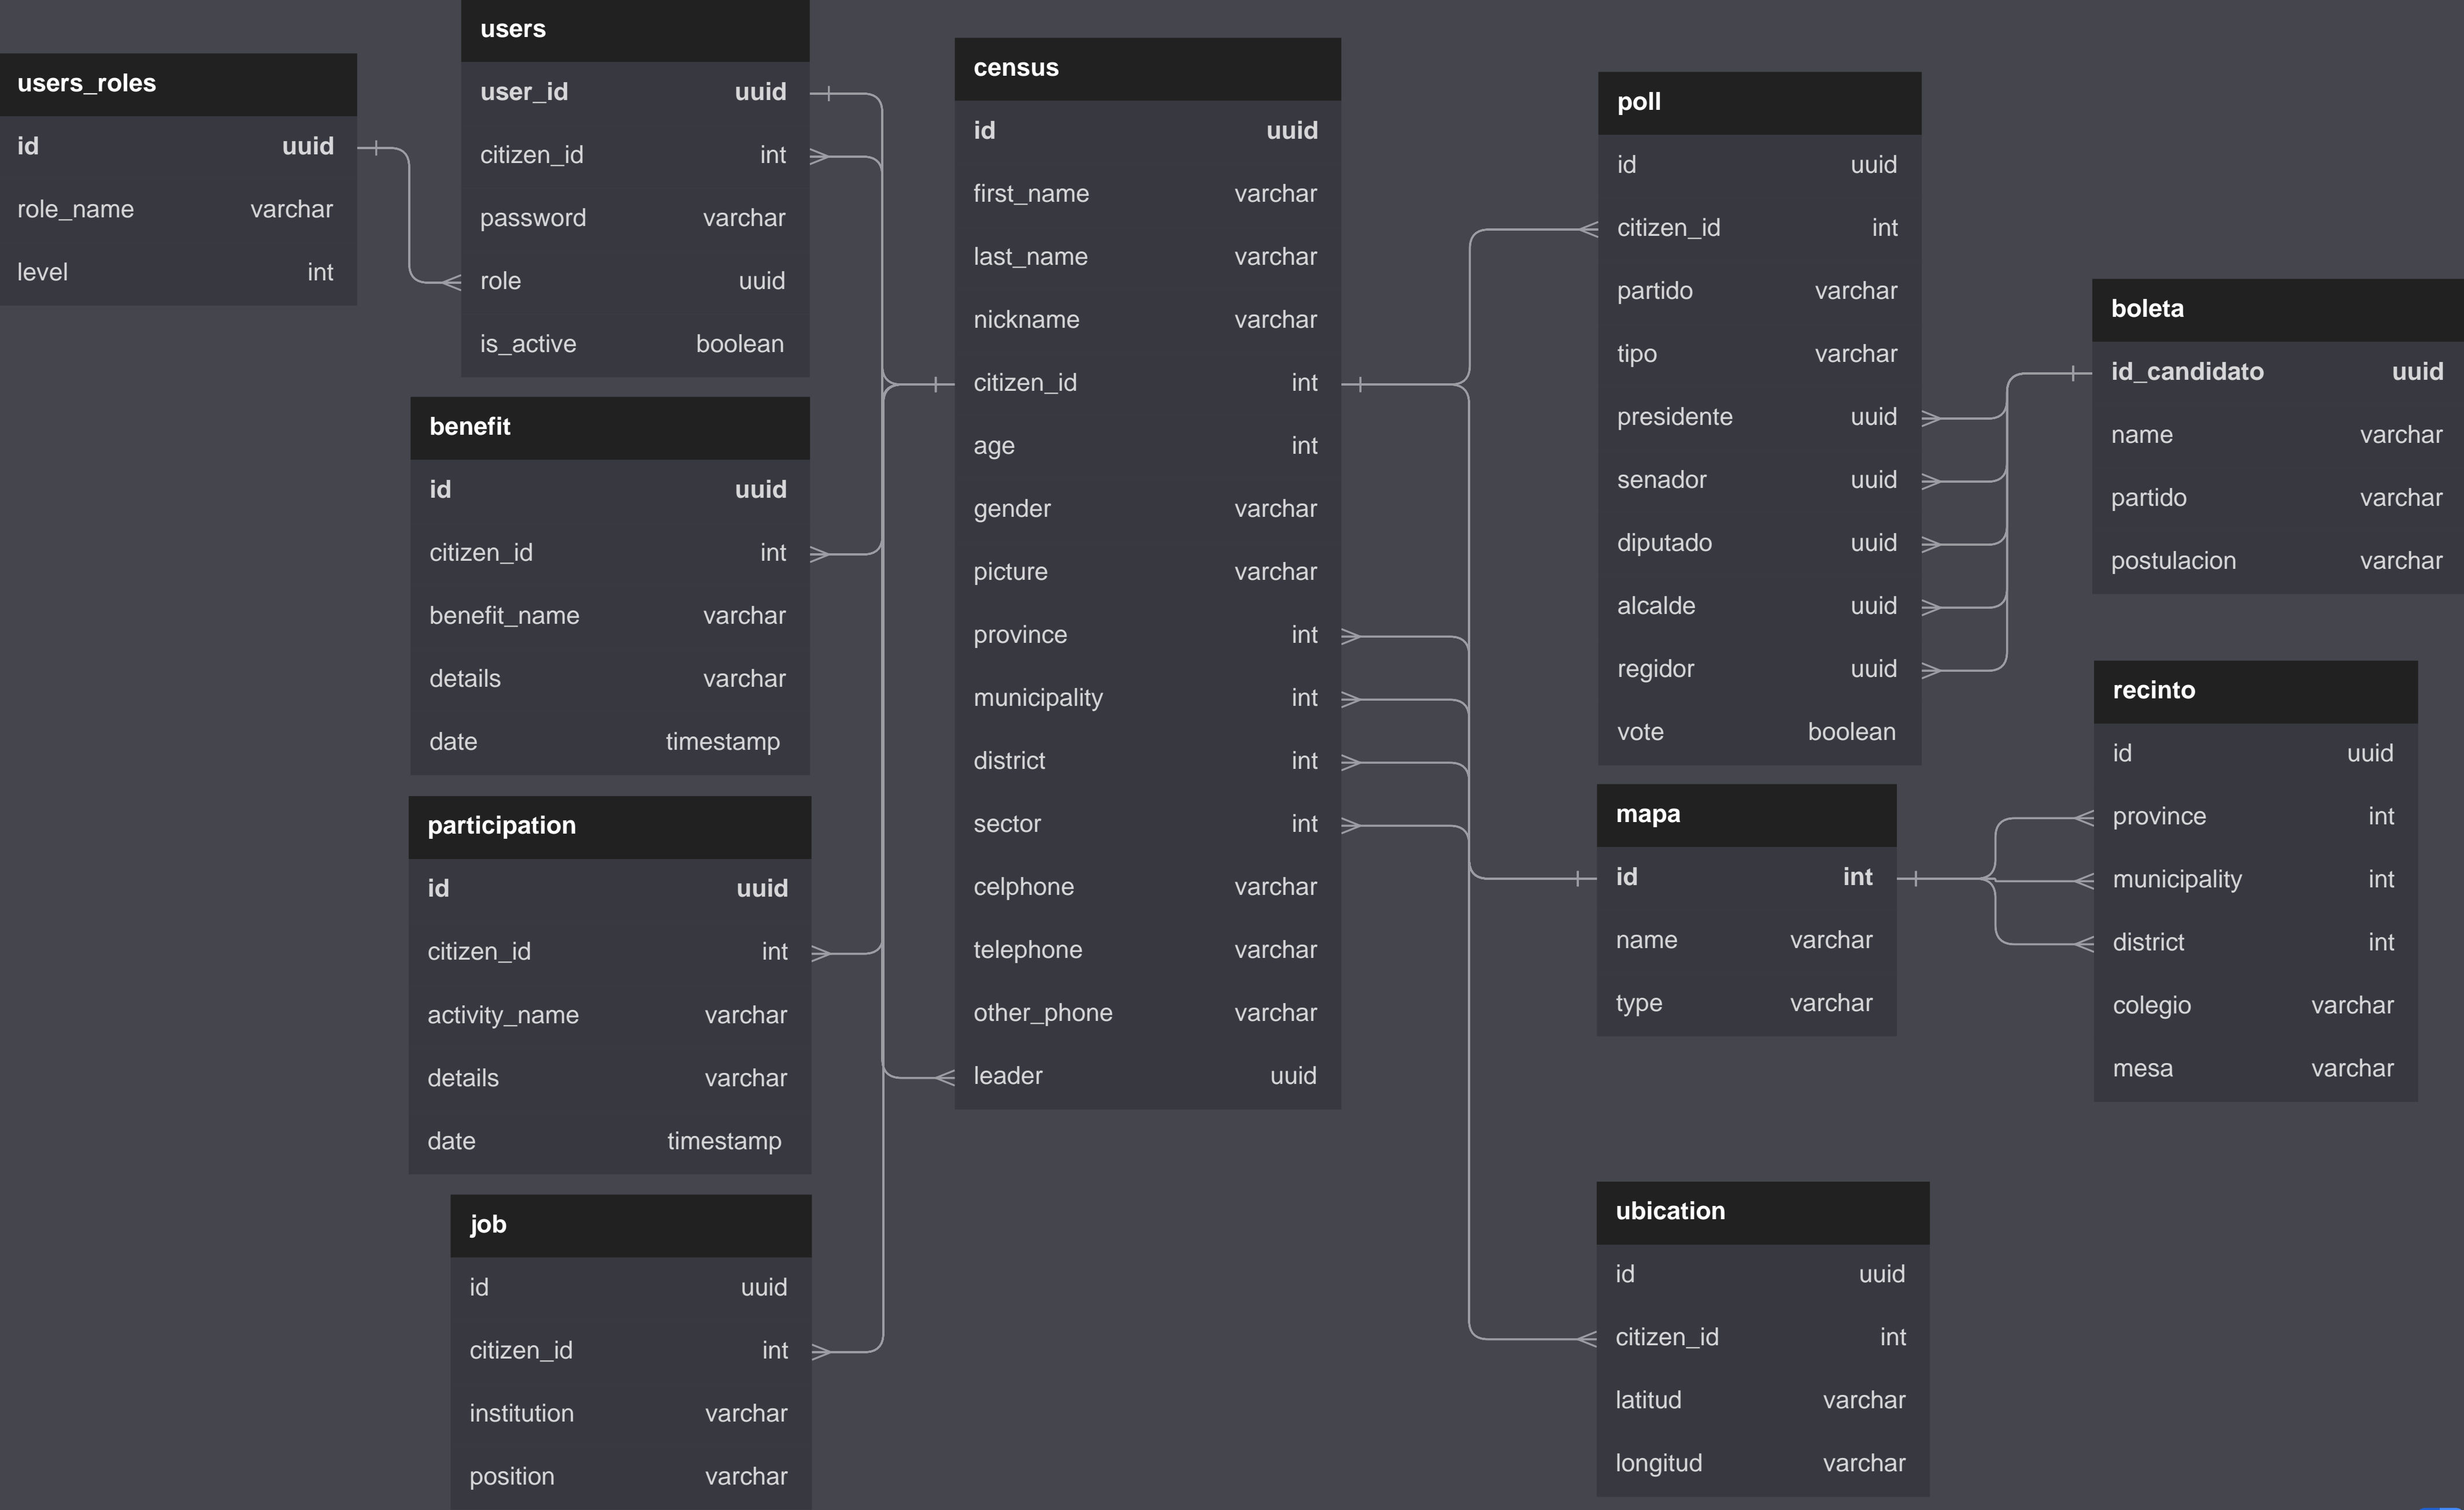 users_roles
id uuid
role_name varchar
level int
users
user_id uuid
citizen_id int
password varchar
role uuid
is_active boolean
benefit
id uuid
citizen_id int
benefit_name varchar
details varchar
date timestamp
participation
id uuid
citizen_id int
activity_name varchar
details varchar
date timestamp
job
id uuid
citizen_id int
institution varchar
position varchar
census
id uuid
first_name varchar
last_name varchar
nickname varchar
citizen_id int
age int
gender varchar
picture varchar
province int
municipality int
district int
sector int
celphone varchar
telephone varchar
other_phone varchar
leader uuid
poll
id uuid
citizen_id int
partido varchar
tipo varchar
presidente uuid
senador uuid
diputado uuid
alcalde uuid
regidor uuid
vote boolean
mapa
id int
name varchar
type varchar
ubication
id uuid
citizen_id int
latitud varchar
longitud varchar
boleta
id_candidato uuid
name varchar
partido varchar
postulacion varchar
recinto
id uuid
province int
municipality int
district int
colegio varchar
mesa varchar